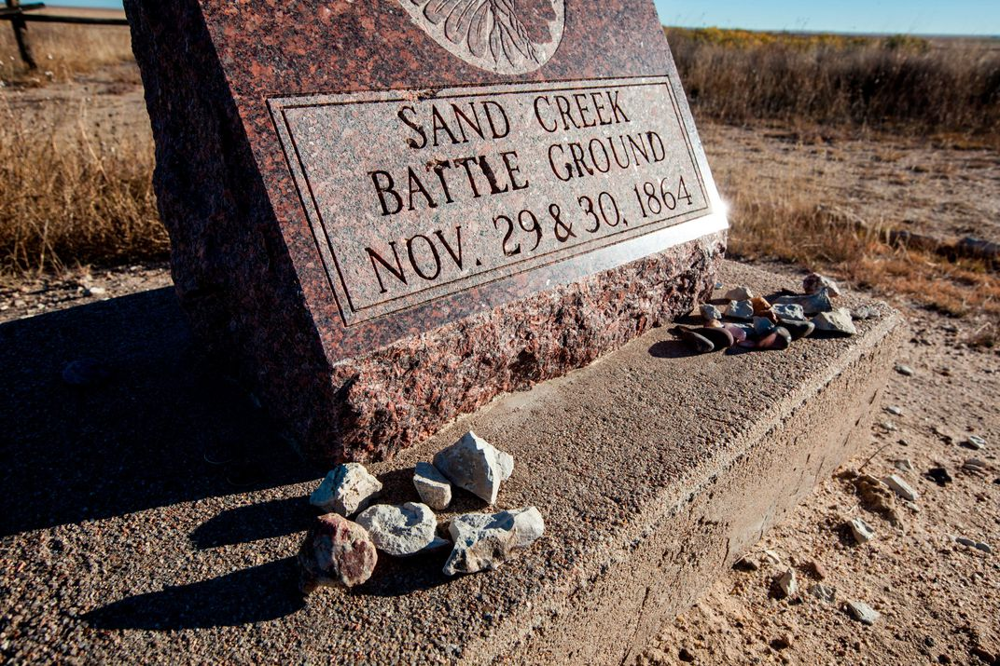 SAND CREEK
BATTLE GROUND
NOV. 29 & 30, 1864